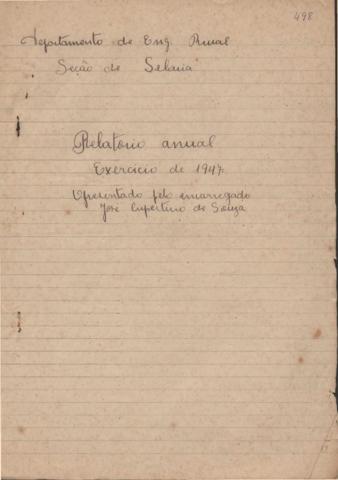 498
Departamento de Eng. Rural
Seção de Selaria
Relatorio anual
Exercicio de 1947.
Apresentado pelo encarregado
José Cupertino de Souza